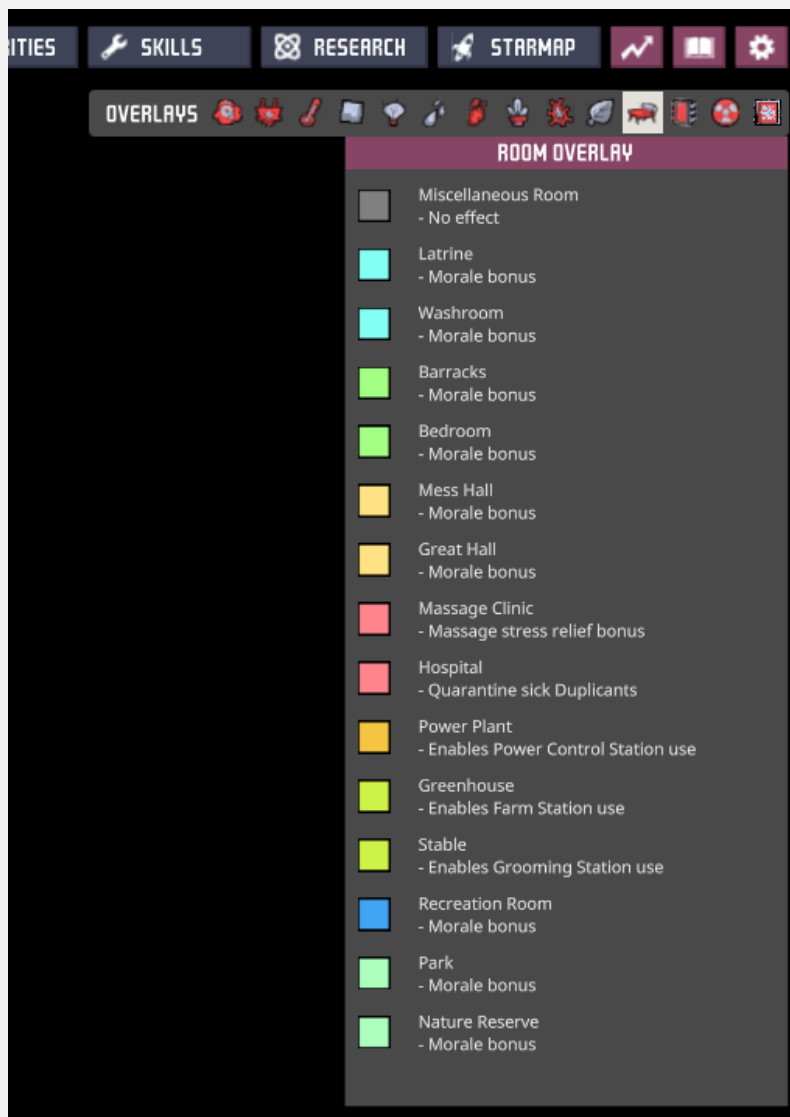 RITIES SKILLS RESEARCH STARMAP
OVERLAYS
ROOM OVERLAY
Miscellaneous Room
- No effect
Latrine
- Morale bonus
Washroom
- Morale bonus
Barracks
- Morale bonus
Bedroom
- Morale bonus
Mess Hall
- Morale bonus
Great Hall
- Morale bonus
Massage Clinic
- Massage stress relief bonus
Hospital
- Quarantine sick Duplicants
Power Plant
- Enables Power Control Station use
Greenhouse
- Enables Farm Station use
Stable
- Enables Grooming Station use
Recreation Room
- Morale bonus
Park
- Morale bonus
Nature Reserve
- Morale bonus